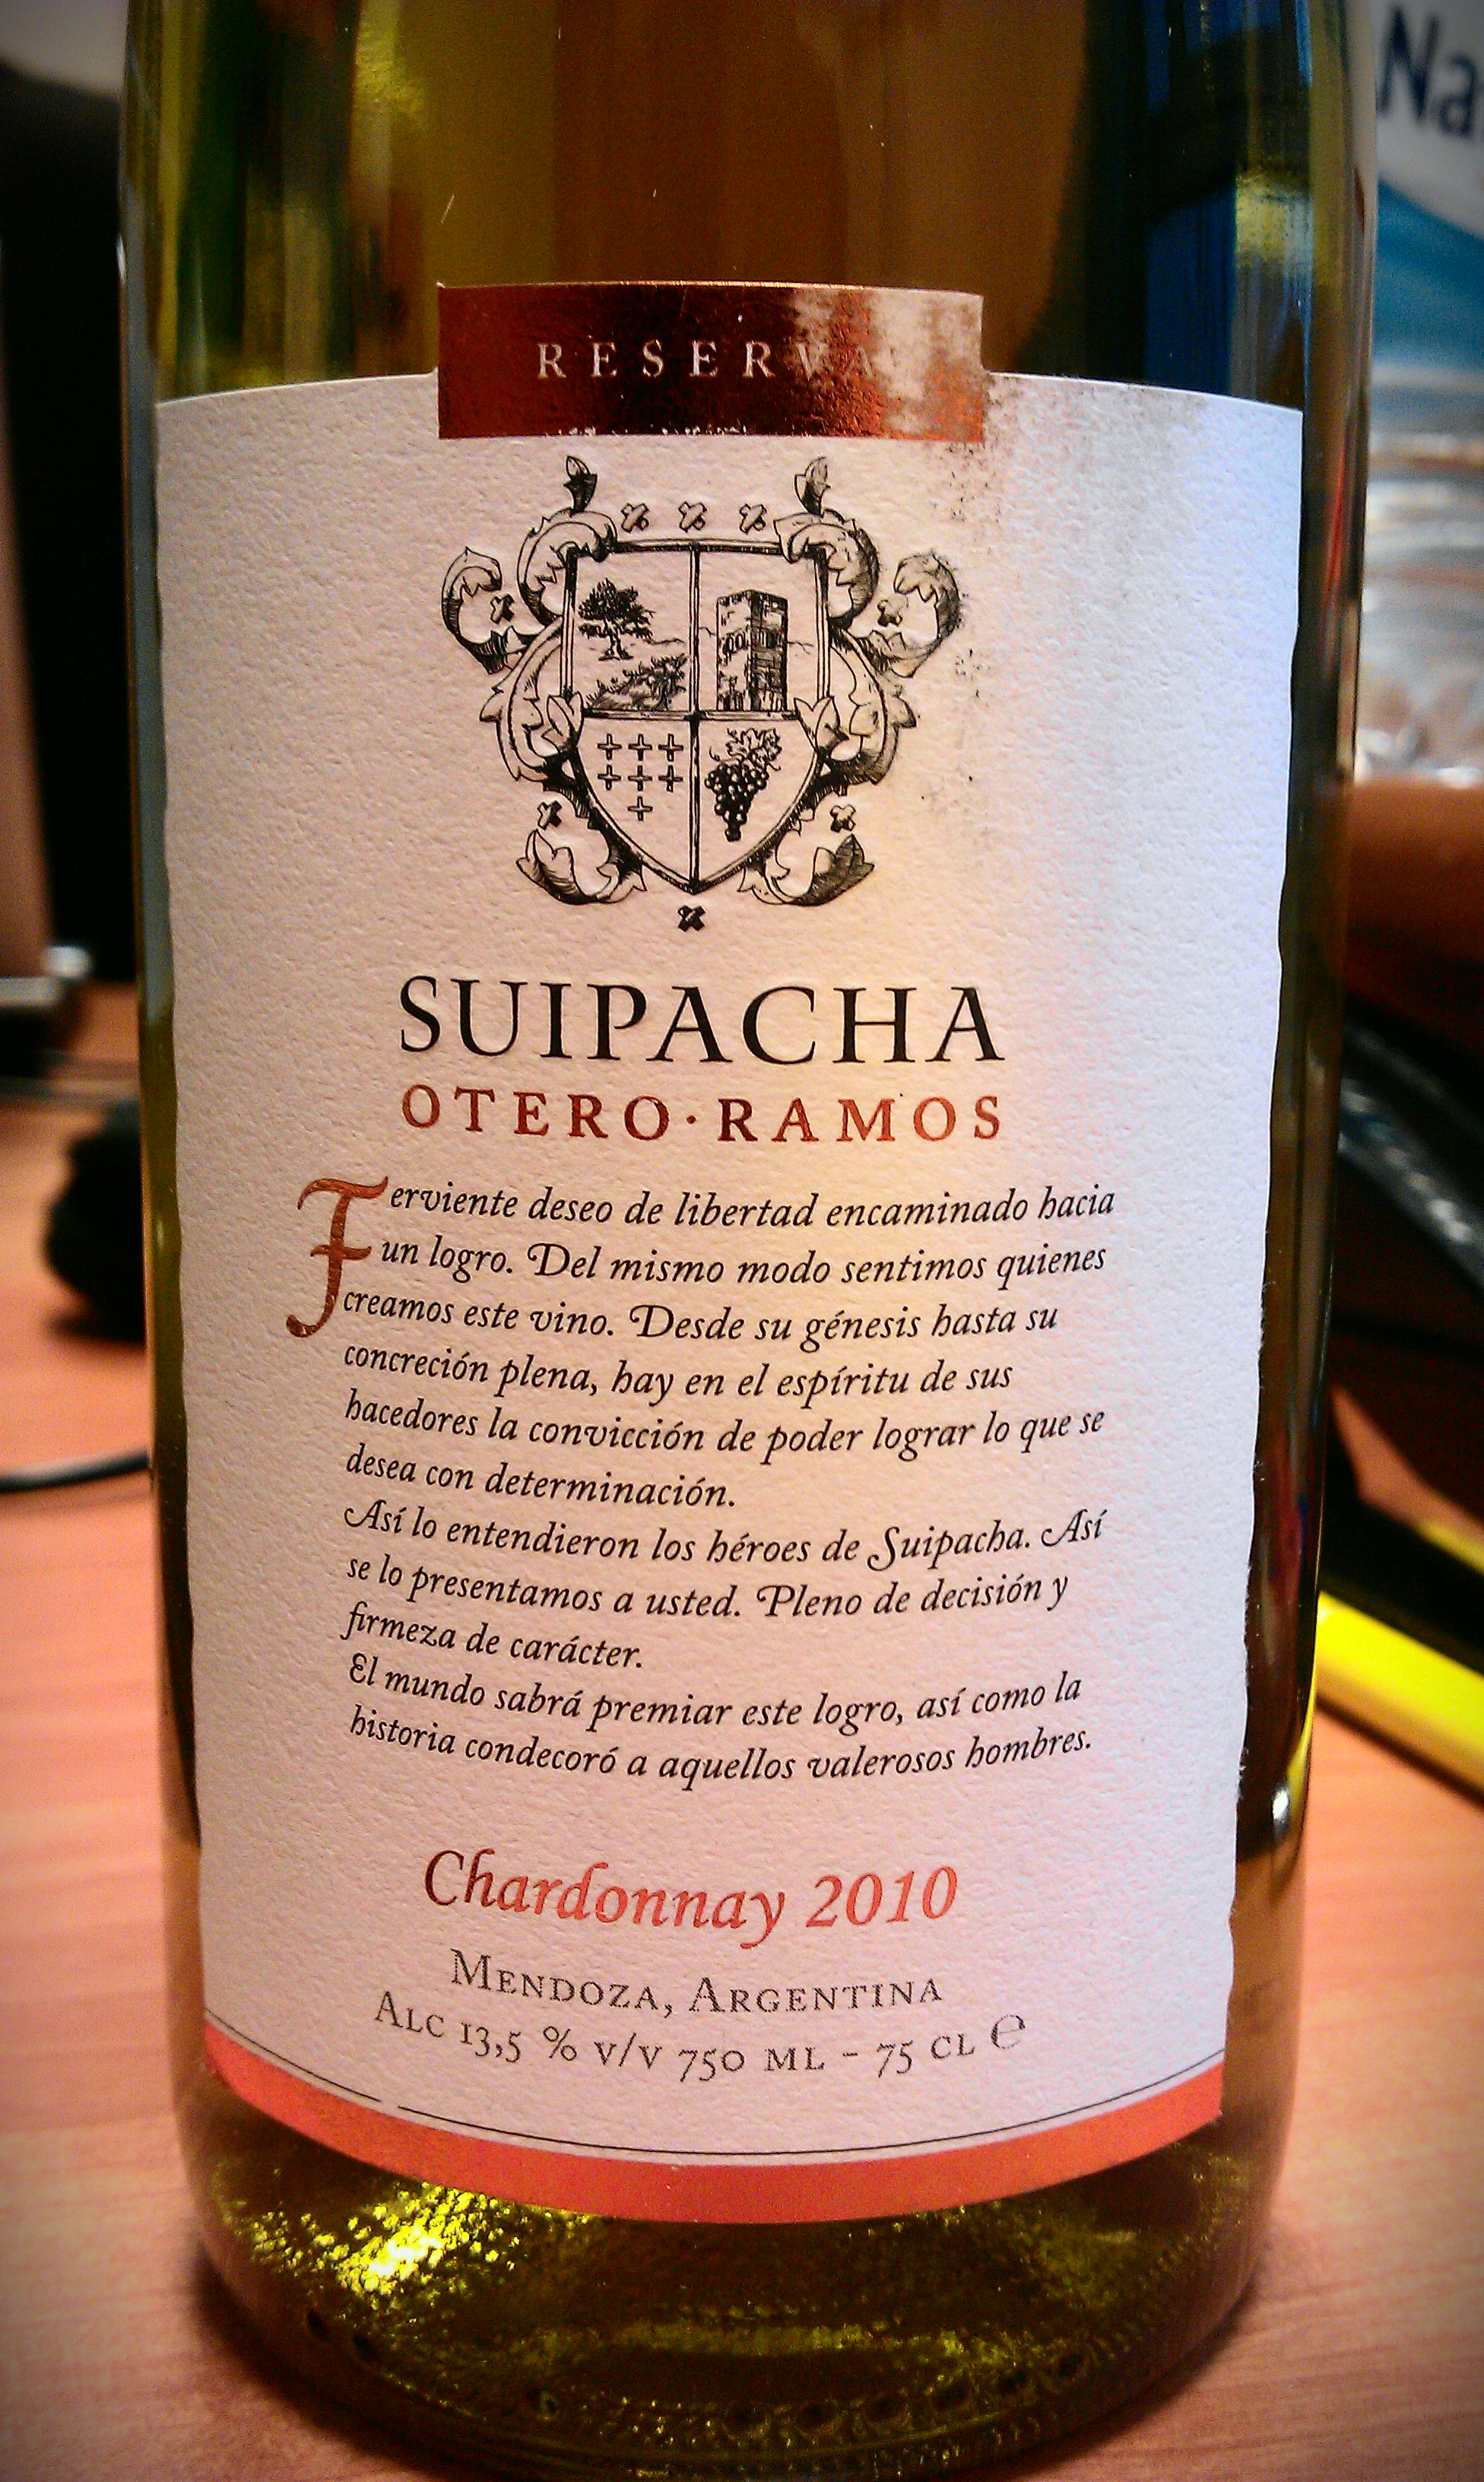 Na
RESERVA
SUIPACHA
OTERO·RAMOS
Ferviente deseo de libertad encaminado hacia
un logro. Del mismo modo sentimos quienes
creamos este vino. Desde su génesis hasta su
concreción plena, hay en el espíritu de sus
hacedores la convicción de poder lograr lo que se
desea con determinación.
Así lo entendieron los héroes de Suipacha. Así
se lo presentamos a usted. Pleno de decisión y
firmeza de carácter.
El mundo sabrá premiar este logro, así como la
historia condecoró a aquellos valerosos hombres.
Chardonnay 2010
MENDOZA, ARGENTINA
ALC 13,5 % V/V 750 ML - 75 CL ℮